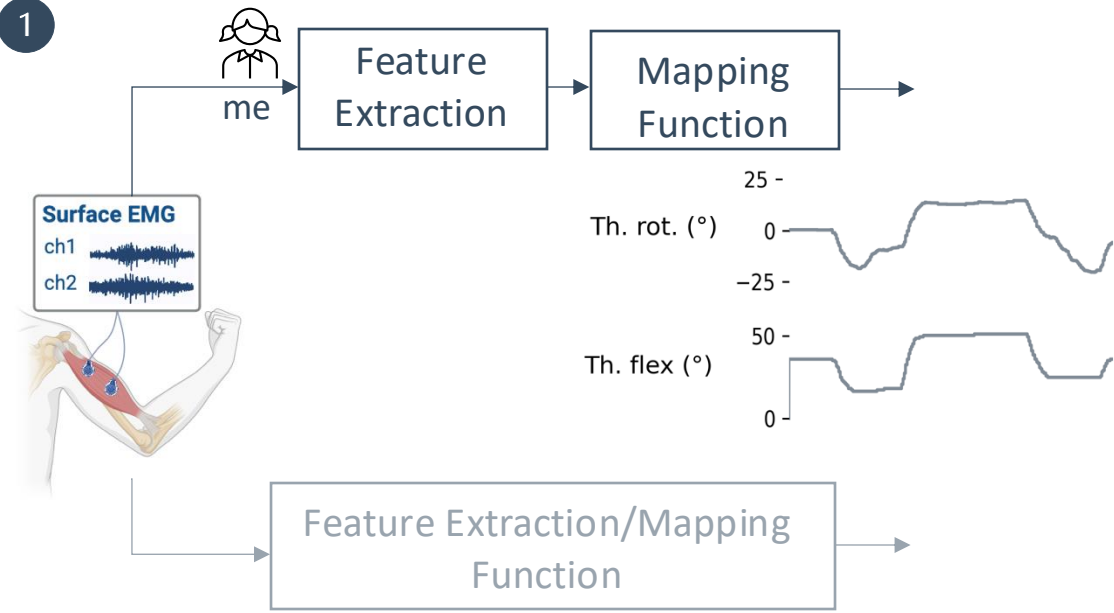 1
me
Feature
Extraction
Mapping
Function
Surface EMG
ch1
ch2
25
Th. rot. (°)
0
−25
50
Th. flex (°)
0
Feature Extraction/Mapping
Function